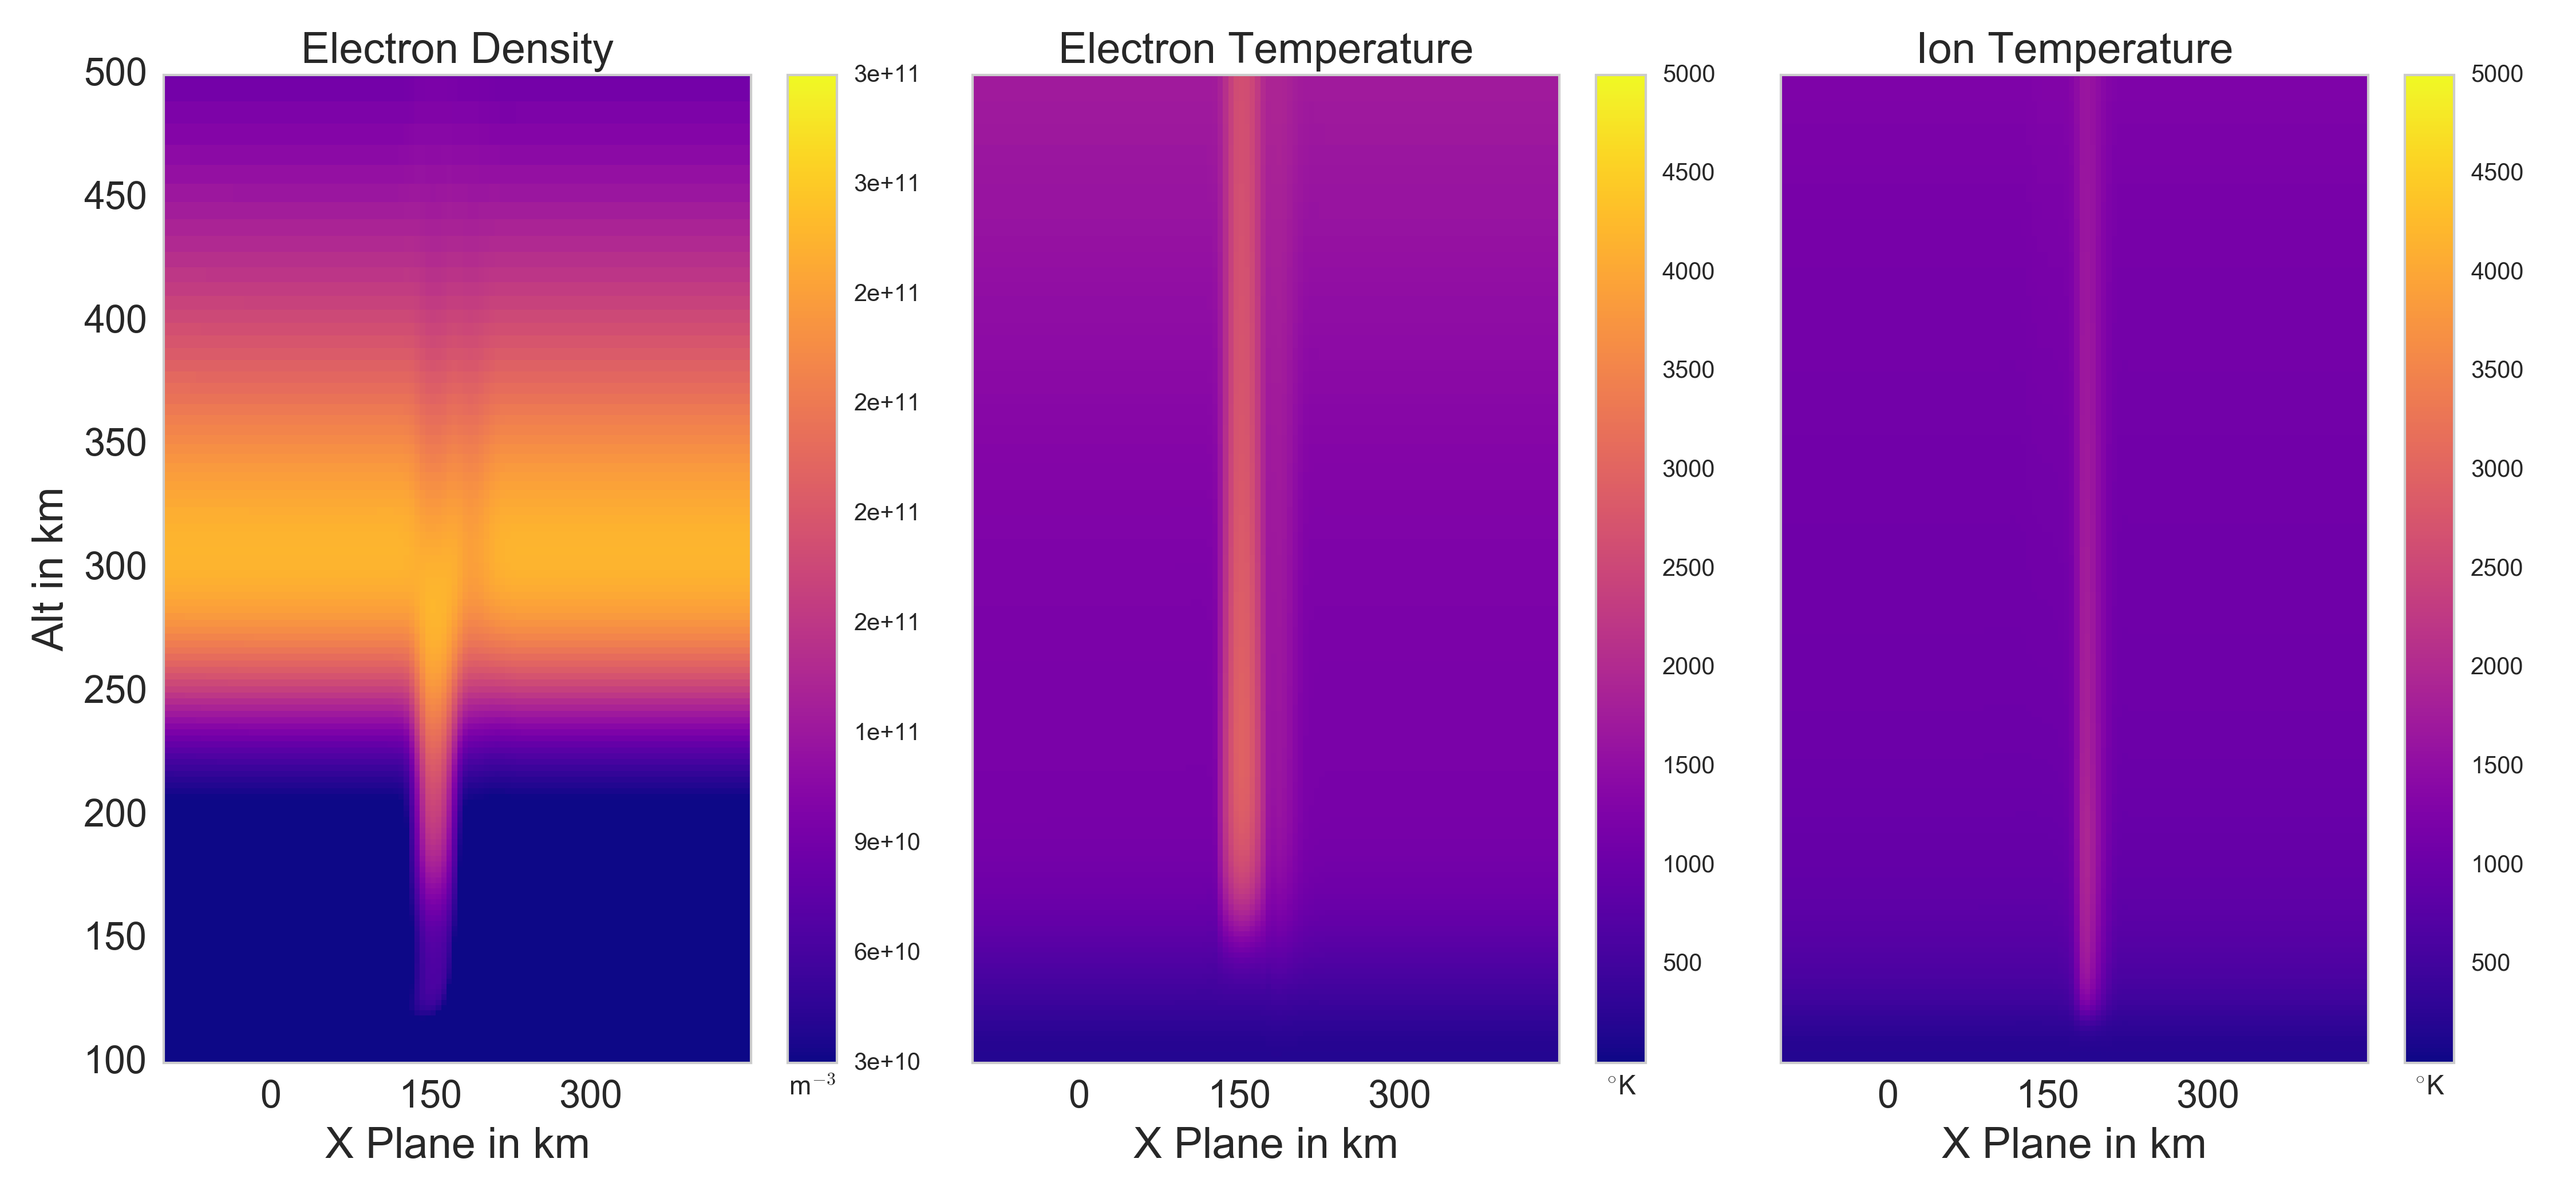 Electron Density
Electron Temperature
Ion Temperature
500
450
400
350
300
250
200
150
100
Alt in km
0 150 300
X Plane in km
3e+11
3e+11
2e+11
2e+11
2e+11
2e+11
1e+11
9e+10
6e+10
3e+10
m⁻³
0 150 300
X Plane in km
5000
4500
4000
3500
3000
2500
2000
1500
1000
500
°K
0 150 300
X Plane in km
5000
4500
4000
3500
3000
2500
2000
1500
1000
500
°K